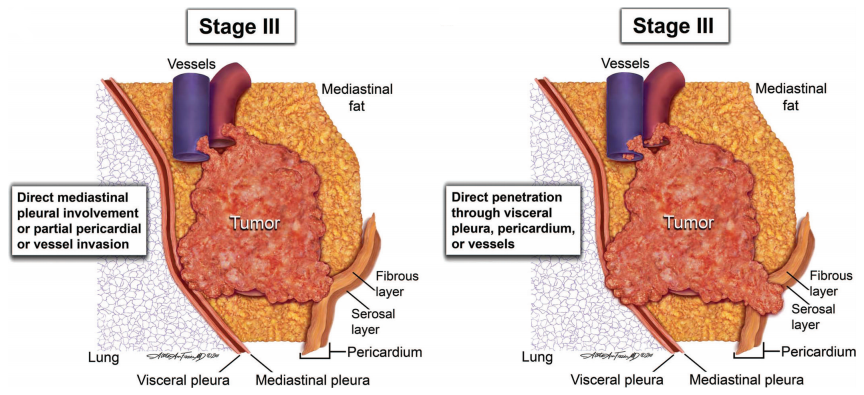 Stage III
Vessels
Mediastinal
fat
Direct mediastinal
pleural involvement
or partial pericardial
or vessel invasion
Tumor
Fibrous
layer
Serosal
layer
Lung
Pericardium
Visceral pleura
Mediastinal pleura
Stage III
Vessels
Mediastinal
fat
Direct penetration
through visceral
pleura, pericardium,
or vessels
Tumor
Fibrous
layer
Serosal
layer
Lung
Pericardium
Visceral pleura
Mediastinal pleura